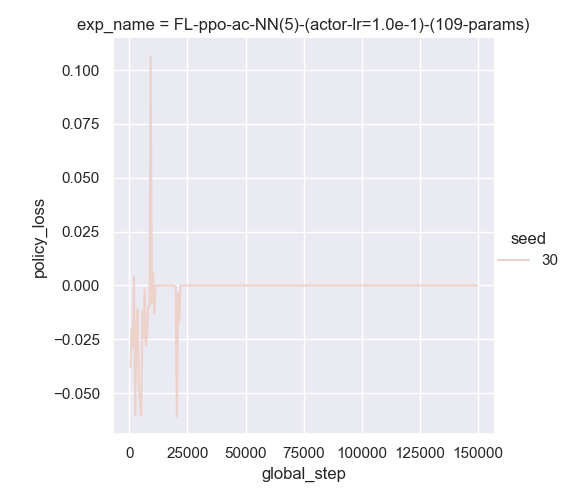 exp_name = FL-ppo-ac-NN(5)-(actor-lr=1.0e-1)-(109-params)
0.100
0.075
0.050
0.025
0.000
−0.025
−0.050
policy_loss
0 25000 50000 75000 100000 125000 150000
global_step
seed
30